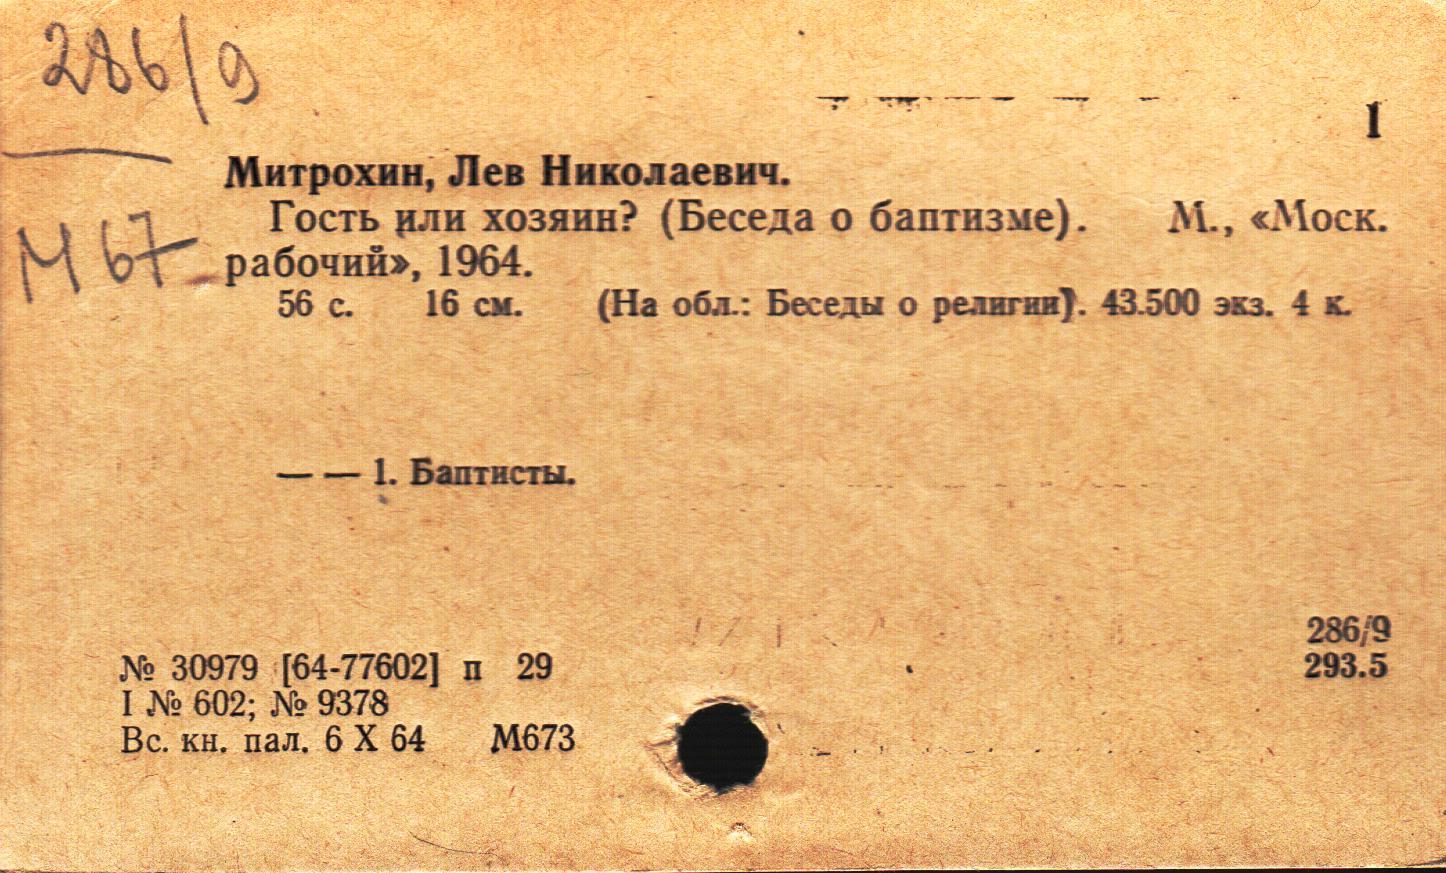 286/9
1
Митрохин, Лев Николаевич.
Гость или хозяин? (Беседа о баптизме). М., «Моск.
М67
рабочий», 1964.
56 с. 16 см. (На обл.: Беседы о религии). 43.500 экз. 4 к.
— — 1. Баптисты.
286/9
№ 30979 [64-77602] п 29
293.5
I № 602; № 9378
Вс. кн. пал. 6 X 64 М673